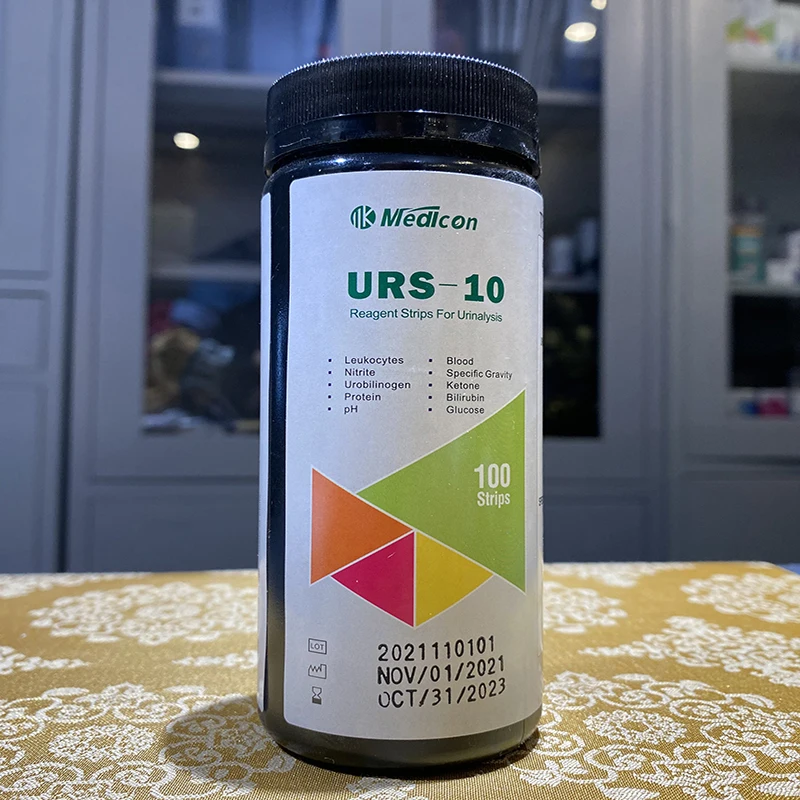 MK Medicon
URS-10
Reagent Strips For Urinalysis
• Leukocytes
• Nitrite
• Urobilinogen
• Protein
• pH
• Blood
• Specific Gravity
• Ketone
• Bilirubin
• Glucose
100
Strips
LOT 2021110101
NOV/01/2021
OCT/31/2023